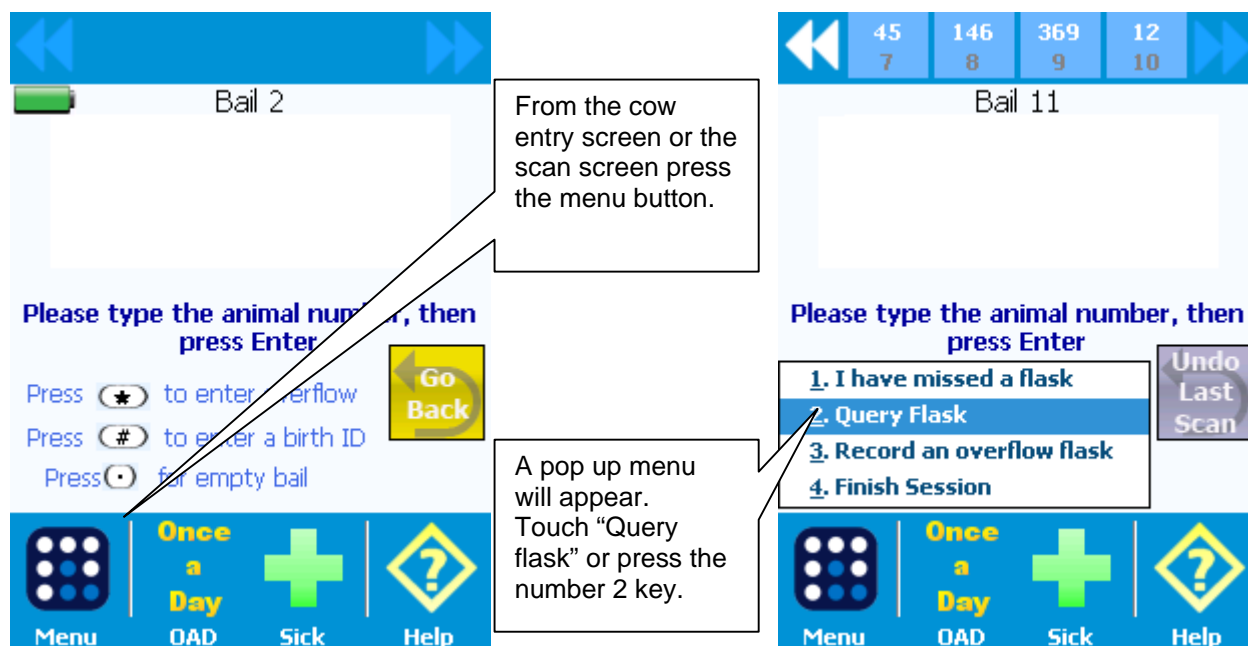 Bail 2
Please type the animal number, then
press Enter
Press * to enter overflow
Press # to enter a birth ID
Press · for empty bail
Go
Back
Once
a
Day
Menu
OAD
Sick
Help
From the cow
entry screen or the
scan screen press
the menu button.
A pop up menu
will appear.
Touch “Query
flask” or press the
number 2 key.
45
146
369
12
7
8
9
10
Bail 11
Please type the animal number, then
press Enter
1. I have missed a flask
2. Query Flask
3. Record an overflow flask
4. Finish Session
Undo
Last
Scan
Once
a
Day
Menu
OAD
Sick
Help